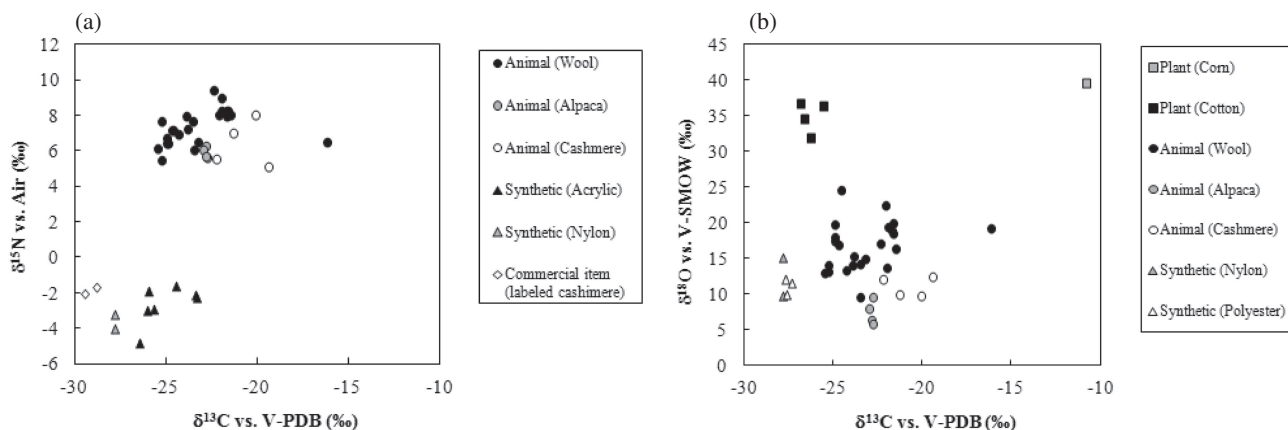 (a)
12
10
8
6
4
2
0
-2
-4
-6
-30
-25
-20
-15
-10
δ¹⁵N vs. Air (‰)
δ¹³C vs. V-PDB (‰)
Animal (Wool)
Animal (Alpaca)
Animal (Cashmere)
Synthetic (Acrylic)
Synthetic (Nylon)
Commercial item
(labeled cashimere)
(b)
45
40
35
30
25
20
15
10
5
0
-30
-25
-20
-15
-10
δ¹⁸O vs. V-SMOW (‰)
δ¹³C vs. V-PDB (‰)
Plant (Corn)
Plant (Cotton)
Animal (Wool)
Animal (Alpaca)
Animal (Cashmere)
Synthetic (Nylon)
Synthetic (Polyester)